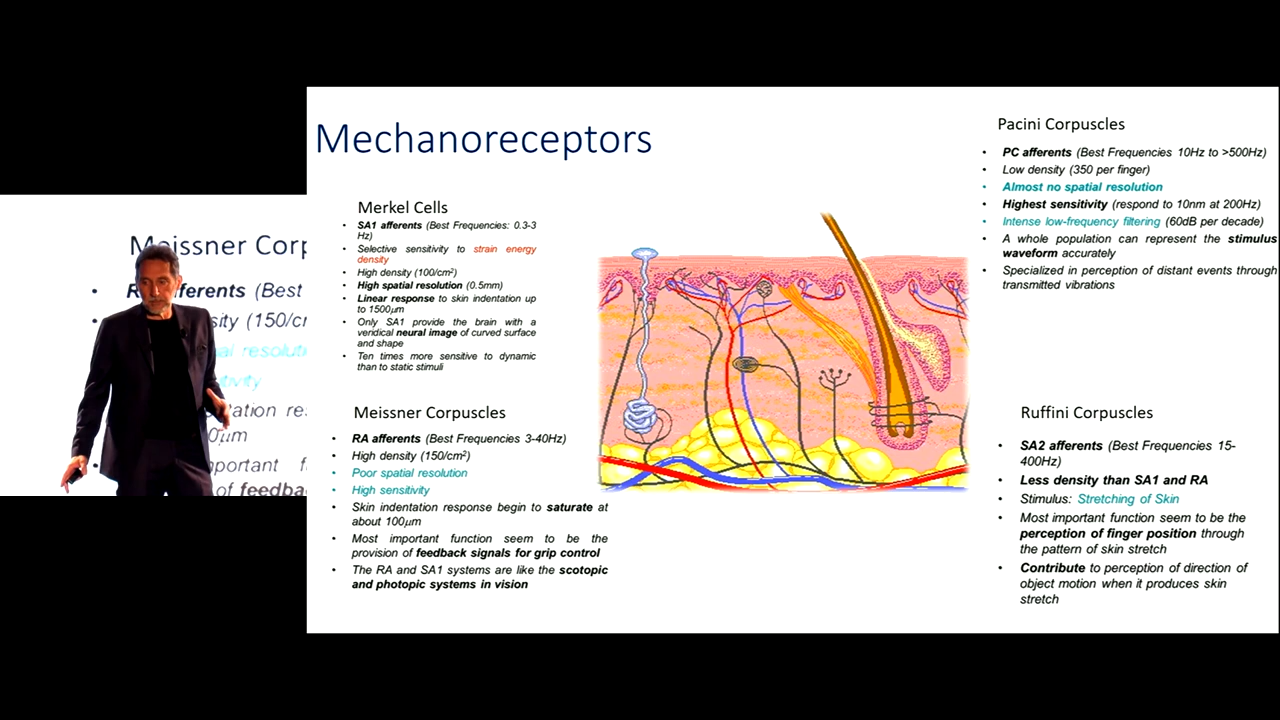 Mechanoreceptors
Merkel Cells
• SA1 afferents (Best Frequencies: 0.3-3
Hz)
• Selective sensitivity to strain energy
density
• High density (100/cm²)
• High spatial resolution (0.5mm)
• Linear response to skin indentation up
to 1500μm
• Only SA1 provide the brain with a
veridical neural image of curved surface
and shape
• Ten times more sensitive to dynamic
than to static stimuli
Meissner Corpuscles
• RA afferents (Best Frequencies 3-40Hz)
• High density (150/cm²)
• Poor spatial resolution
• High sensitivity
• Skin indentation response begin to saturate at
about 100μm
• Most important function seem to be the
provision of feedback signals for grip control
• The RA and SA1 systems are like the scotopic
and photopic systems in vision
Pacini Corpuscles
• PC afferents (Best Frequencies 10Hz to >500Hz)
• Low density (350 per finger)
• Almost no spatial resolution
• Highest sensitivity (respond to 10nm at 200Hz)
• Intense low-frequency filtering (60dB per decade)
• A whole population can represent the stimulus
waveform accurately
• Specialized in perception of distant events through
transmitted vibrations
Ruffini Corpuscles
• SA2 afferents (Best Frequencies 15-
400Hz)
• Less density than SA1 and RA
• Stimulus: Stretching of Skin
• Most important function seem to be the
perception of finger position through
the pattern of skin stretch
• Contribute to perception of direction of
object motion when it produces skin
stretch
Meissner Corp
• (Best
(150/cr
of feedba